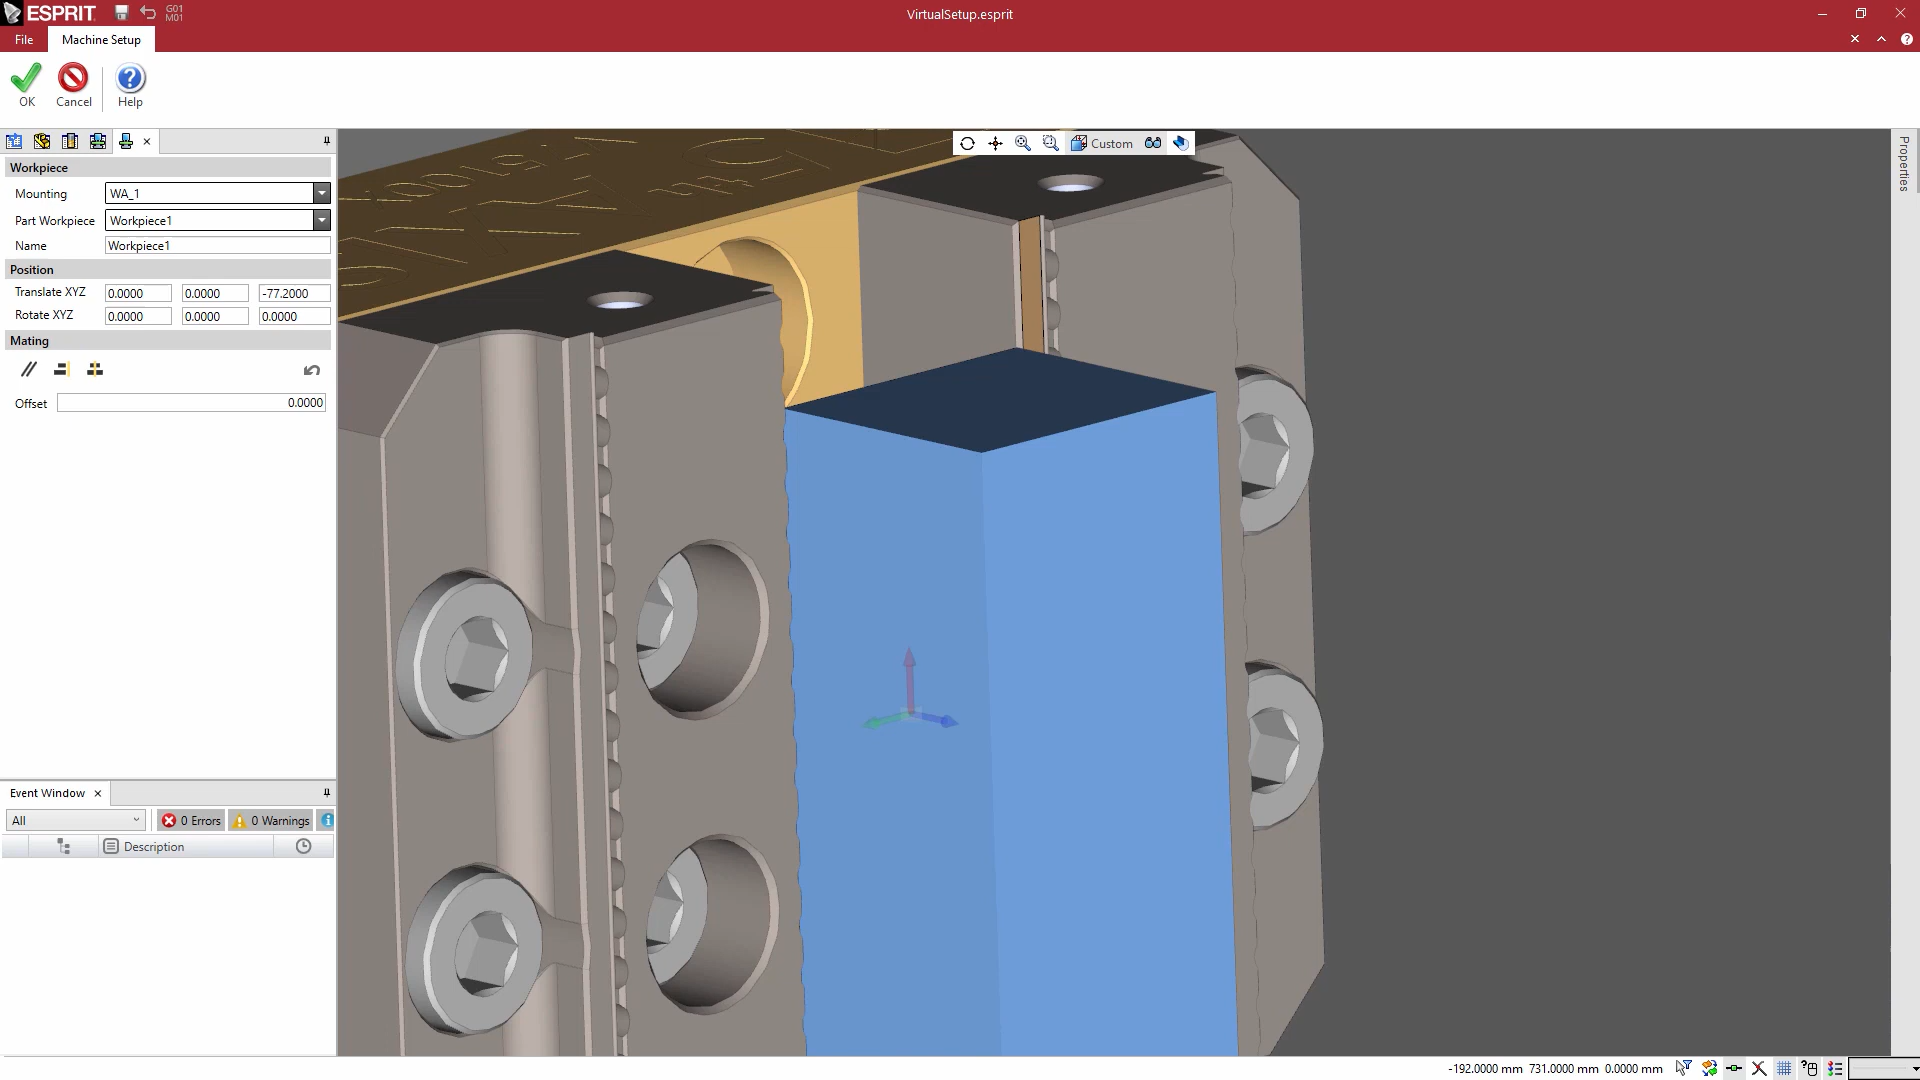 ESPRIT
G01
M01
VirtualSetup.esprit
File
Machine Setup
OK
Cancel
Help
Workpiece
Mounting
WA_1
Part Workpiece
Workpiece1
Name
Workpiece1
Position
Translate XYZ
0.0000
0.0000
-77.2000
Rotate XYZ
0.0000
0.0000
0.0000
Mating
Offset
0.0000
Custom
Properties
Event Window
All
0 Errors
0 Warnings
Description
-192.0000 mm 731.0000 mm 0.0000 mm